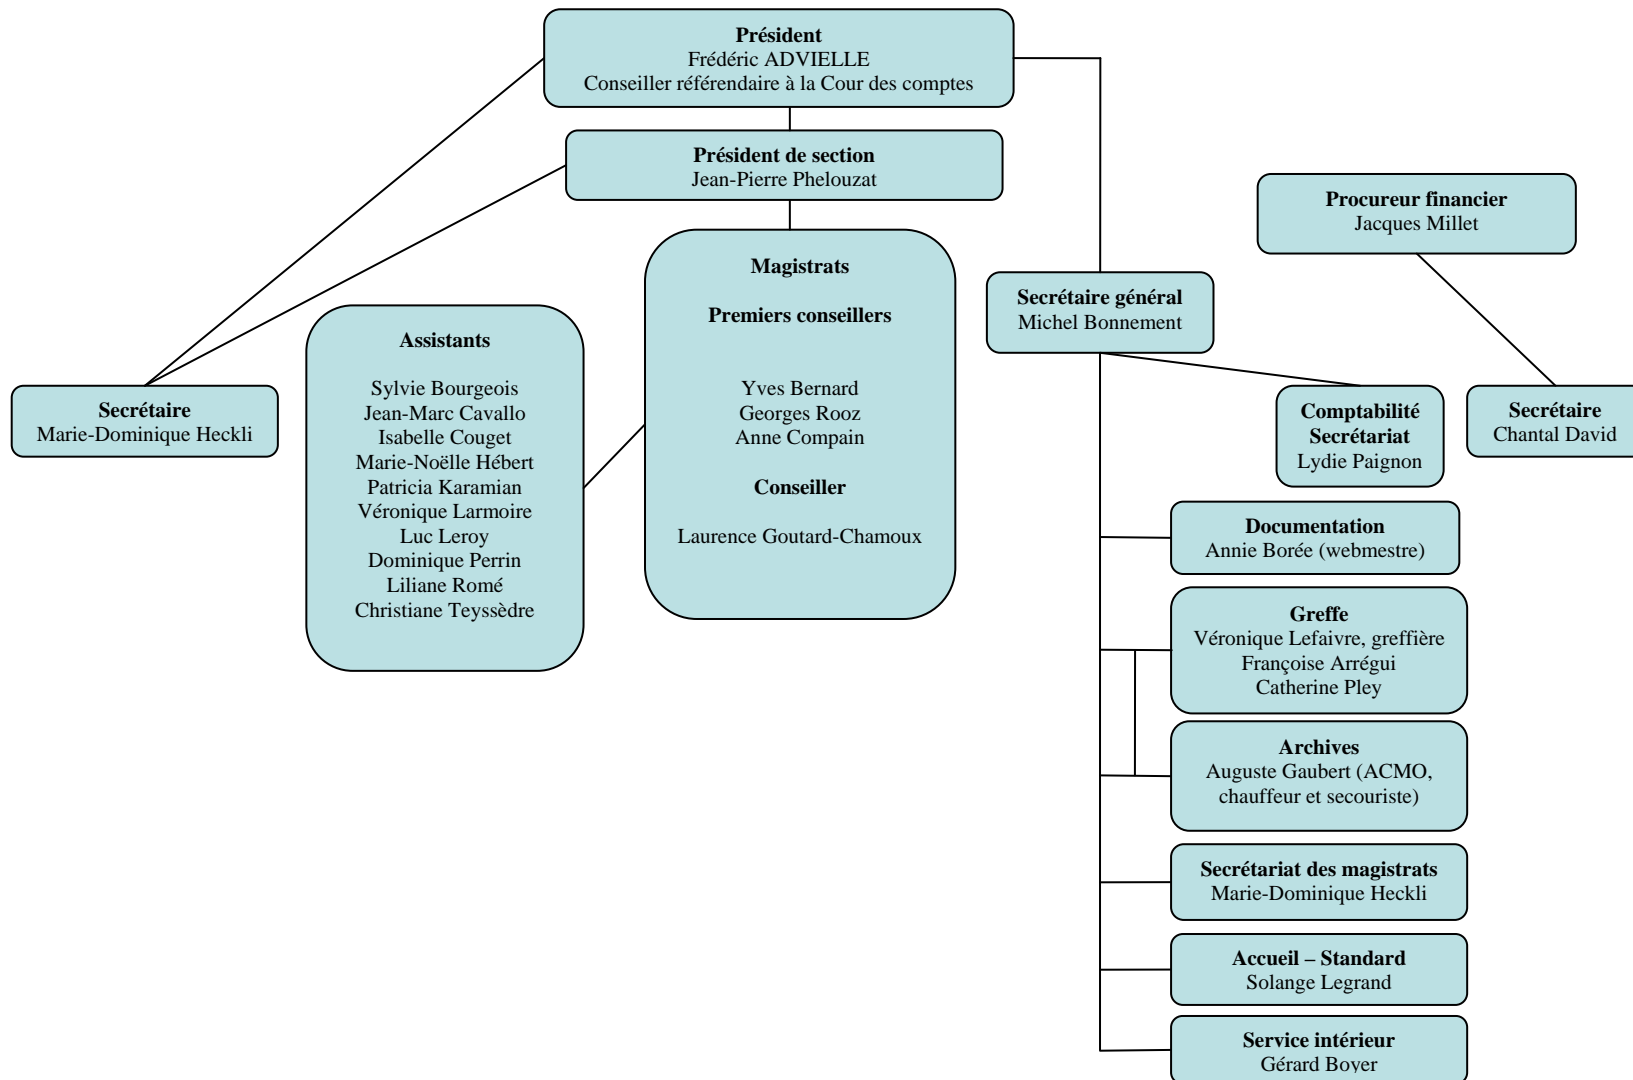 Président
Frédéric ADVIELLE
Conseiller référendaire à la Cour des comptes
Président de section
Jean-Pierre Phelouzat
Procureur financier
Jacques Millet
Magistrats
Premiers conseillers
Yves Bernard
Georges Rooz
Anne Compain
Conseiller
Laurence Goutard-Chamoux
Secrétaire général
Michel Bonnement
Assistants
Sylvie Bourgeois
Jean-Marc Cavallo
Isabelle Couget
Marie-Noëlle Hébert
Patricia Karamian
Véronique Larmoire
Luc Leroy
Dominique Perrin
Liliane Romé
Christiane Teyssèdre
Secrétaire
Marie-Dominique Heckli
Comptabilité
Secrétariat
Lydie Paignon
Secrétaire
Chantal David
Documentation
Annie Borée (webmestre)
Greffe
Véronique Lefaivre, greffière
Françoise Arrégui
Catherine Pley
Archives
Auguste Gaubert (ACMO,
chauffeur et secouriste)
Secrétariat des magistrats
Marie-Dominique Heckli
Accueil – Standard
Solange Legrand
Service intérieur
Gérard Boyer